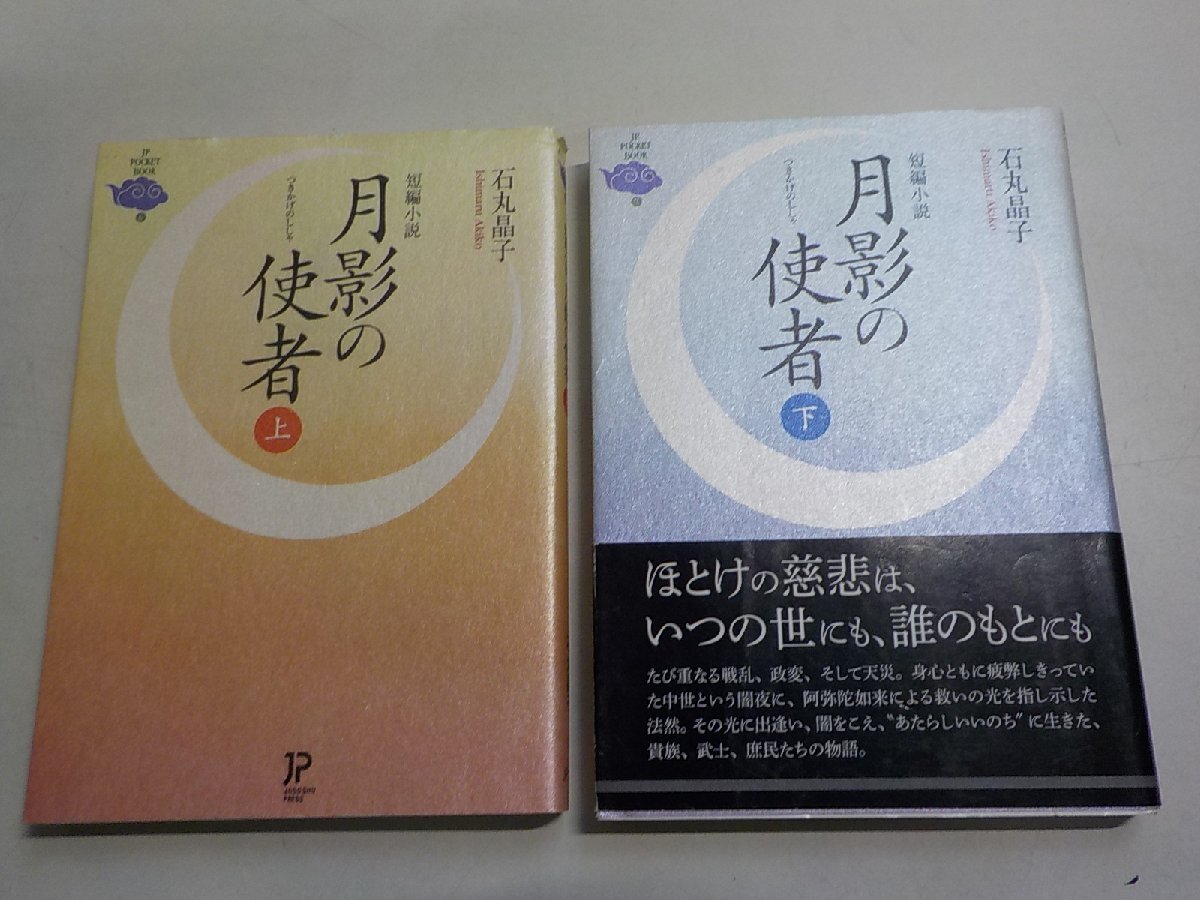 JP
POCKET
BOOK
石丸晶子
Ishimaru Akiko
短編小説
月影の
使者
つきかげのししゃ
上
JP
JODO SHU
PRESS
JP
POCKET
BOOK
石丸晶子
Ishimaru Akiko
短編小説
月影の
使者
つきかげのししゃ
下
ほとけの慈悲は、
いつの世にも、誰のもとにも
たび重なる戦乱、政変、そして天災。身心ともに疲弊しきってい
た中世という闇夜に、阿弥陀如来による救いの光を指し示した
法然。その光に出逢い、闇をこえ、“あたらしいいのち”に生きた、
貴族、武士、庶民たちの物語。